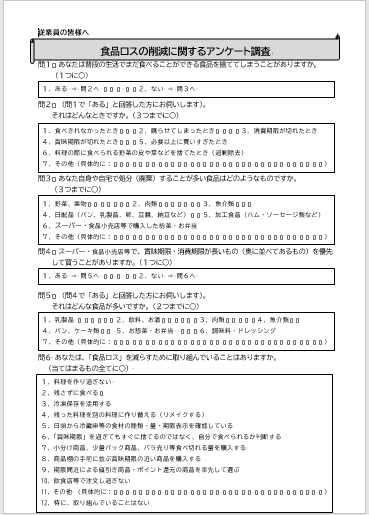 従業員の皆様へ
食品ロスの削減に関するアンケート調査
問1 あなたは普段の生活でまだ食べることができる食品を捨ててしまうことがありますか。
（１つに○）
１．ある ⇒ 問２へ ２．ない ⇒ 問３へ
問2 （問１で「ある」と回答した方にお伺いします）。
それはどんなときですか。（３つまで○）
１．食べきれなかったとき ２．腐らせてしまったとき ３．消費期限が切れたとき
４．賞味期限が切れたとき ５．必要以上に買いすぎたとき
６．料理の際に食べられる野菜の皮や茎などを捨てたとき（過剰除去）
７．その他（具体的に： ）
問3 あなた自身や自宅で処分（廃棄）することが多い食品はどのようなものですか。
（３つまで○）
１．野菜、果物 ２．肉類 ３．魚介類
４．日配品（パン、乳製品、卵、豆腐、納豆など） ５．加工食品（ハム・ソーセージ類など）
６．スーパー・食品小売店等で購入した惣菜・お弁当
７．その他（具体的に： ）
問4 スーパー・食品小売店等で、賞味期限・消費期限が長いもの（奥に並べてあるもの）を優先
して買うことがありますか。（１つに○）
１．ある ⇒ 問５へ ２．ない ⇒ 問６へ
問5 （問４で「ある」と回答した方にお伺いします）。
それはどんな食品が多いですか。（２つまで○）
１．乳製品 ２．飲料、お酒 ３．肉類 ４．魚介類
４．パン、ケーキ類 ５．お惣菜・お弁当 ６．調味料・ドレッシング
７．その他（具体的に： ）
問6 あなたは、「食品ロス」を減らすために取り組んでいることはありますか。
（当てはまるもの全てに○）
１．料理を作り過ぎない
２．残さずに食べる
３．冷凍保存を活用する
４．残った料理を別の料理に作り替える（リメイクする）
５．日頃から冷蔵庫等の食材の種類・量・期限表示を確認している
６．「賞味期限」を過ぎてもすぐに捨てるのではなく、自分で食べられるか判断する
７．小分け商品、少量パック商品、バラ売り等食べ切れる量を購入する
８．商品棚の手前に並ぶ賞味期限の近い商品を購入する
９．期限間近による値引き商品・ポイント還元の商品を率先して選ぶ
10．飲食店等で注文し過ぎない
11．その他（具体的に： ）
12．特に、取り組んでいることはない